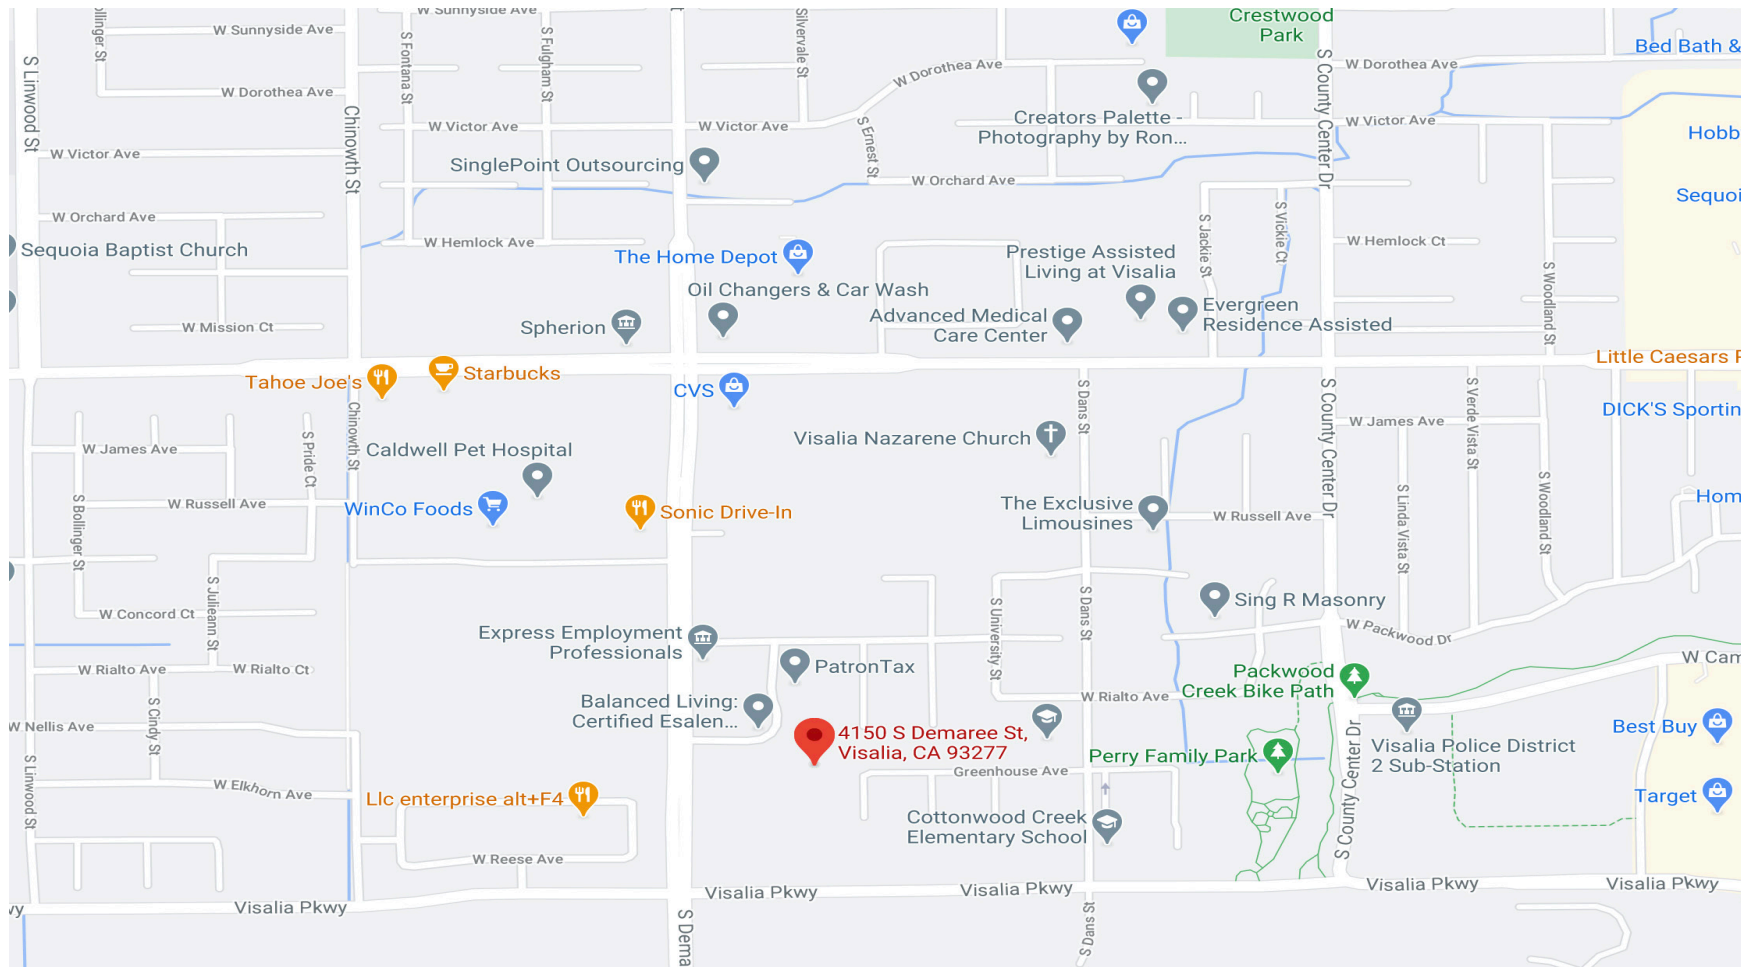 W Sunnyside Ave
Crestwood
Park
W Sunnyside Ave
S Linwood St
S Fontana St
S Fulgham St
Silvervale St
Bed Bath &
W Dorothea Ave
W Dorothea Ave
W Dorothea Ave
Chinowth St
S County Center Dr
Creators Palette -
Photography by Ron...
W Victor Ave
W Victor Ave
W Victor Ave
W Victor Ave
S Ernest St
Hobb
SinglePoint Outsourcing
W Orchard Ave
Sequoi
W Orchard Ave
S Jackie St
S Vickie Ct
W Hemlock Ave
W Hemlock Ct
Sequoia Baptist Church
The Home Depot
Prestige Assisted
Living at Visalia
S Woodland St
Oil Changers & Car Wash
Evergreen
Residence Assisted
Advanced Medical
Care Center
W Mission Ct
Spherion
Little Caesars
Tahoe Joe's
Starbucks
CVS
S Dans St
S County Center Dr
S Verde Vista St
DICK'S Sportin
Chinowth St
W James Ave
S Pride Ct
Caldwell Pet Hospital
Visalia Nazarene Church
W James Ave
S Bollinger St
W Russell Ave
WinCo Foods
Sonic Drive-In
The Exclusive
Limousines
W Russell Ave
S Linda Vista St
S Woodland St
Hom
S Julieann St
W Concord Ct
S University St
S Dans St
Sing R Masonry
W Packwood Dr
Express Employment
Professionals
PatronTax
W Rialto Ave
W Rialto Ct
W Rialto Ave
Packwood
Creek Bike Path
W Cam
Balanced Living:
Certified Esalen...
S Cindy St
W Nellis Ave
4150 S Demaree St,
Visalia, CA 93277
Perry Family Park
Visalia Police District
2 Sub-Station
S County Center Dr
Best Buy
Greenhouse Ave
S Linwood St
W Elkhorn Ave
Llc enterprise alt+F4
Cottonwood Creek
Elementary School
Target
W Reese Ave
Visalia Pkwy
Visalia Pkwy
Visalia Pkwy
Visalia Pkwy
Visalia Pkwy
S Dema
S Dans St